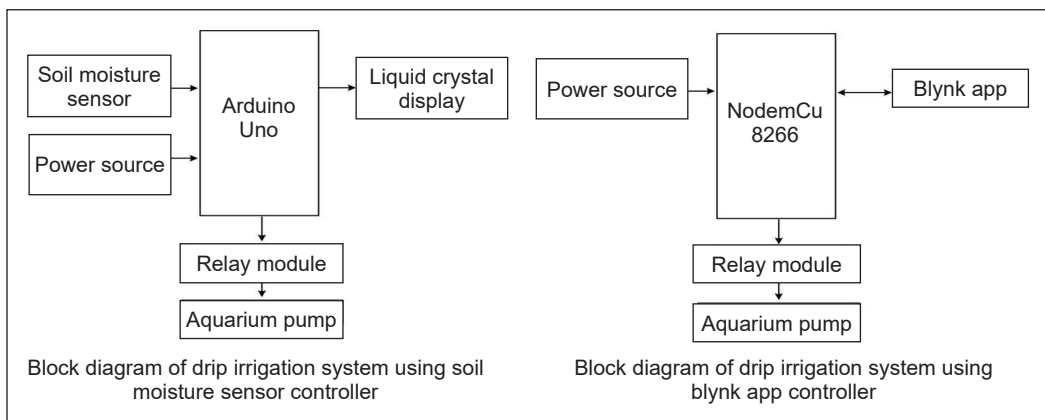 Soil moisture
sensor
Power source
Arduino
Uno
Liquid crystal
display
Relay module
Aquarium pump
Block diagram of drip irrigation system using soil
moisture sensor controller
Power source
NodemCu
8266
Blynk app
Relay module
Aquarium pump
Block diagram of drip irrigation system using
blynk app controller